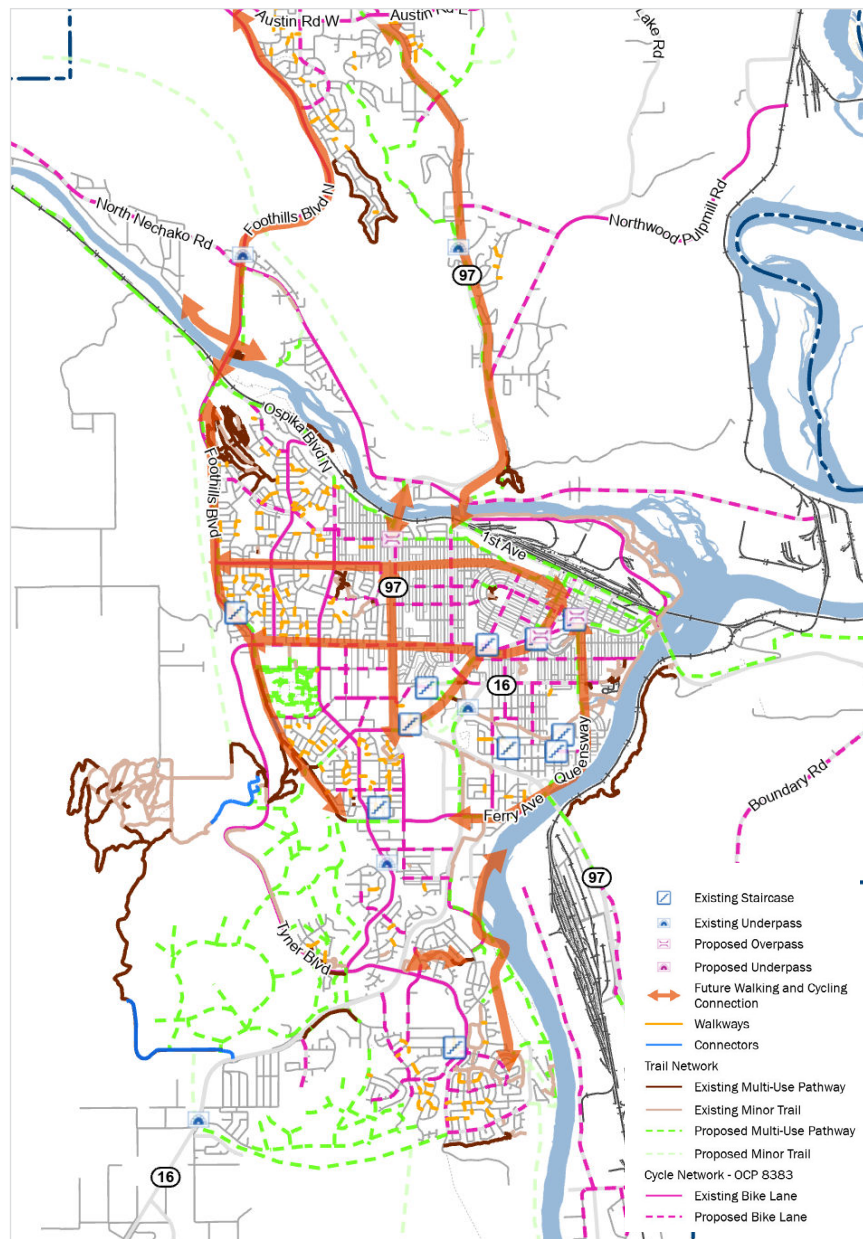 Austin Rd W
Austin Rd E
Lake Rd
North Nechako Rd
Foothills Blvd N
Northwood Pulpmill Rd
97
Ospika Blvd N
Foothills Blvd
1st Ave
97
16
Queensway
Ferry Ave
Boundary Rd
97
Tyner Blvd
16
Existing Staircase
Existing Underpass
Proposed Overpass
Proposed Underpass
Future Walking and Cycling
Connection
Walkways
Connectors
Trail Network
Existing Multi-Use Pathway
Existing Minor Trail
Proposed Multi-Use Pathway
Proposed Minor Trail
Cycle Network - OCP 8383
Existing Bike Lane
Proposed Bike Lane